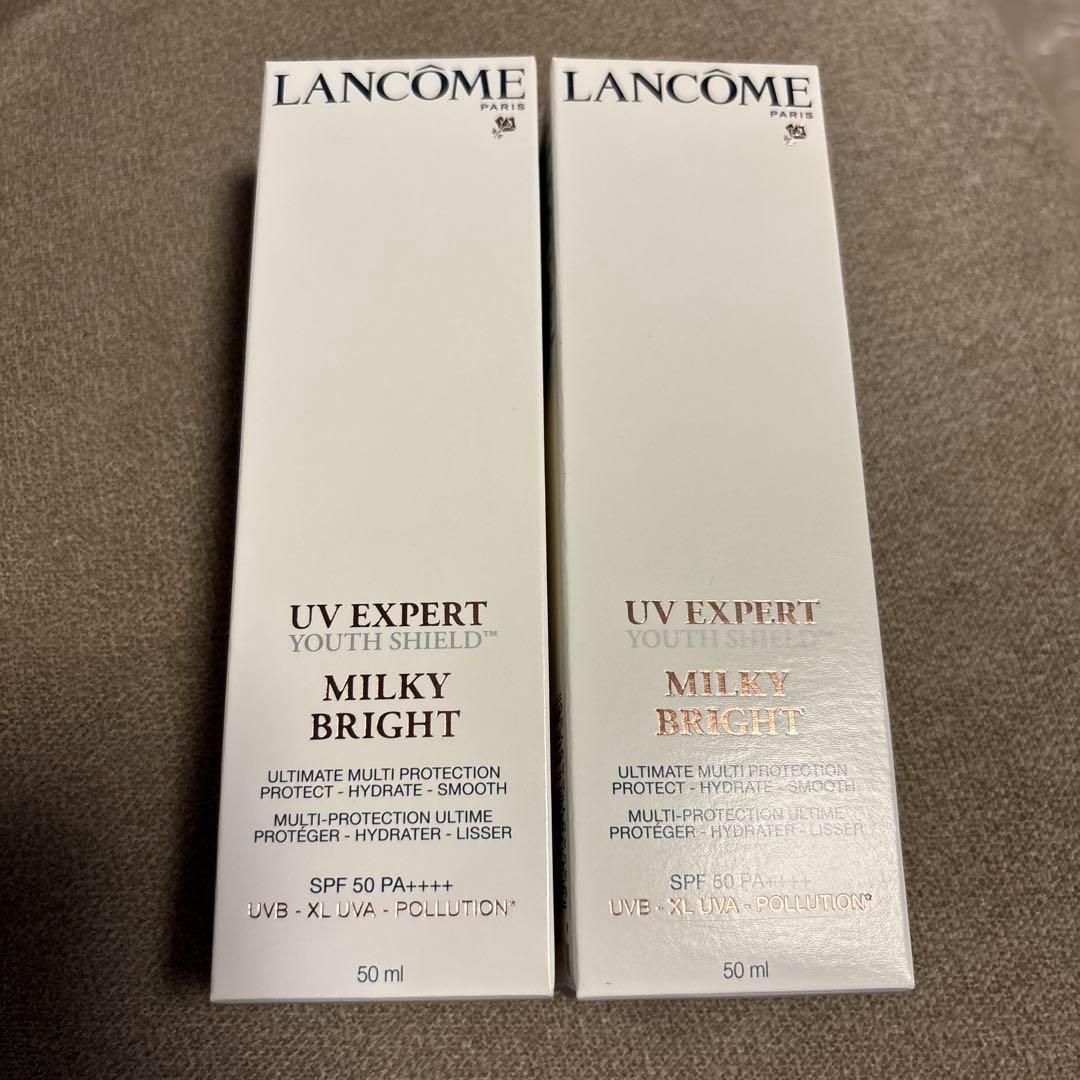 LANCÔME
PARIS
UV EXPERT
YOUTH SHIELD™
MILKY
BRIGHT
ULTIMATE MULTI PROTECTION
PROTECT - HYDRATE - SMOOTH
MULTI-PROTECTION ULTIME
PROTÉGER - HYDRATER - LISSER
SPF 50 PA++++
UVB - XL UVA - POLLUTION*
50 ml
LANCÔME
PARIS
UV EXPERT
YOUTH SHIELD™
MILKY
BRIGHT
ULTIMATE MULTI PROTECTION
PROTECT - HYDRATE - SMOOTH
MULTI-PROTECTION ULTIME
PROTÉGER - HYDRATER - LISSER
SPF 50 PA++++
UVB - XL UVA - POLLUTION*
50 ml